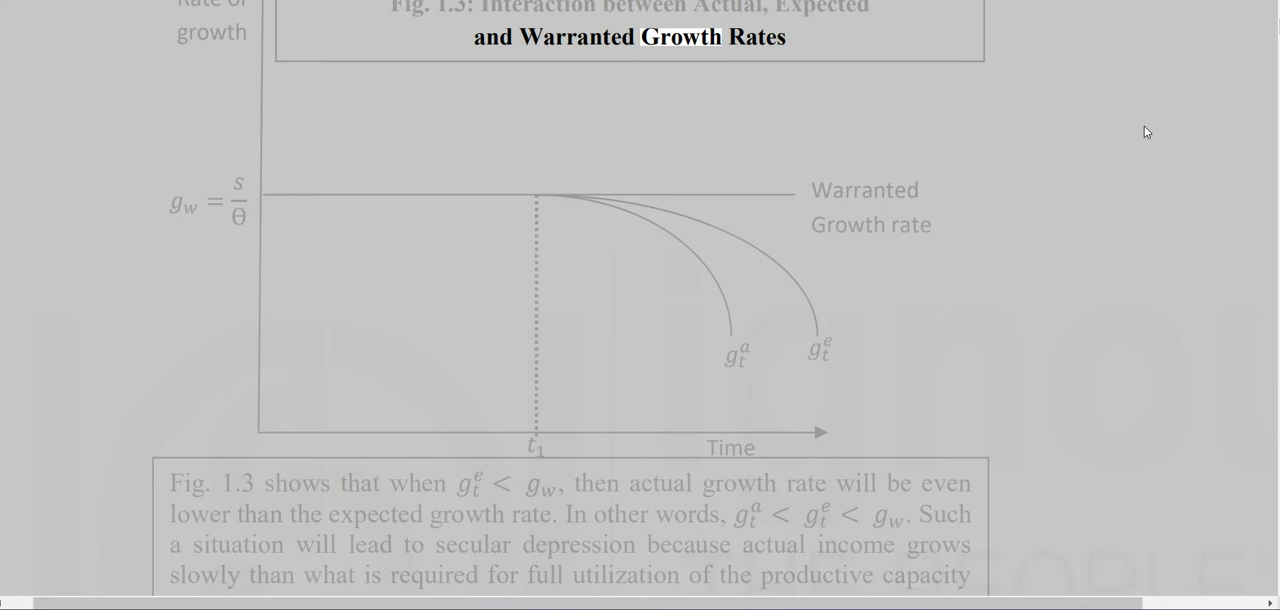 Rate of
growth
Fig. 1.3: Interaction between Actual, Expected
and Warranted Growth Rates
g_w = s/θ
Warranted
Growth rate
g_t^a
g_t^e
t_1
Time
Fig. 1.3 shows that when g_t^e < g_w, then actual growth rate will be even
lower than the expected growth rate. In other words, g_t^a < g_t^e < g_w. Such
a situation will lead to secular depression because actual income grows
slowly than what is required for full utilization of the productive capacity